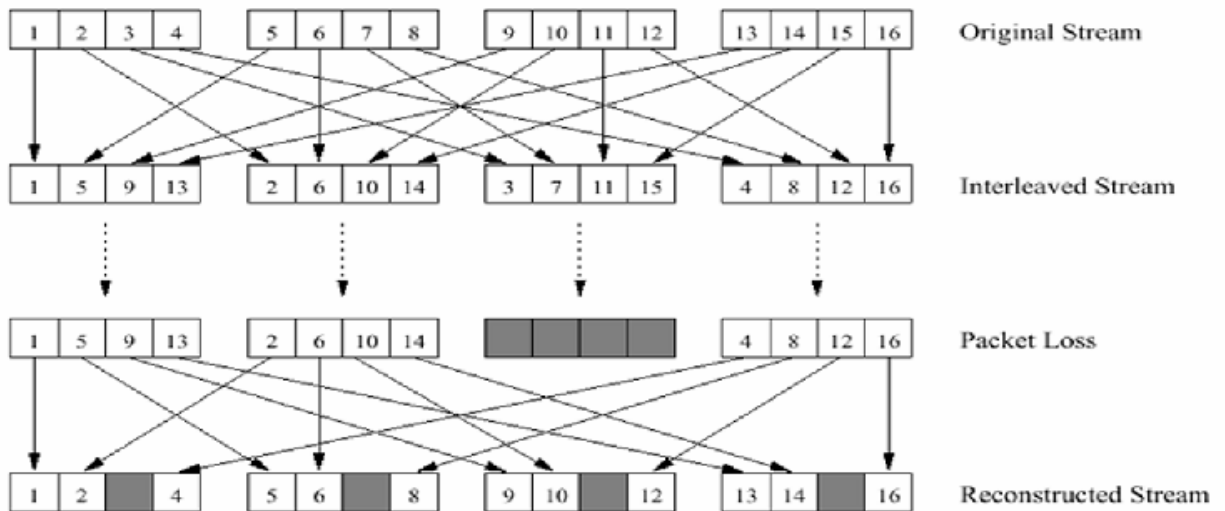 1 2 3 4 5 6 7 8 9 10 11 12 13 14 15 16 Original Stream
1 5 9 13 2 6 10 14 3 7 11 15 4 8 12 16 Interleaved Stream
1 5 9 13 2 6 10 14 4 8 12 16 Packet Loss
1 2 4 5 6 8 9 10 12 13 14 16 Reconstructed Stream